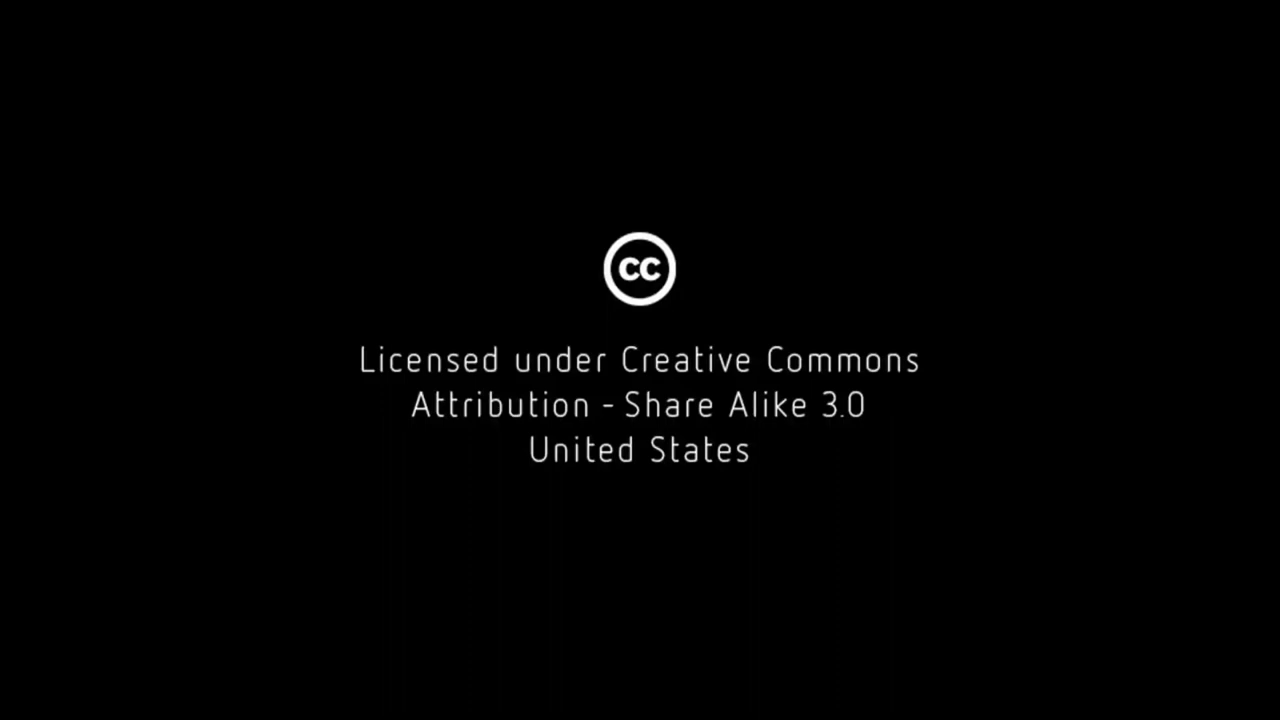 cc
Licensed under Creative Commons
Attribution - Share Alike 3.0
United States